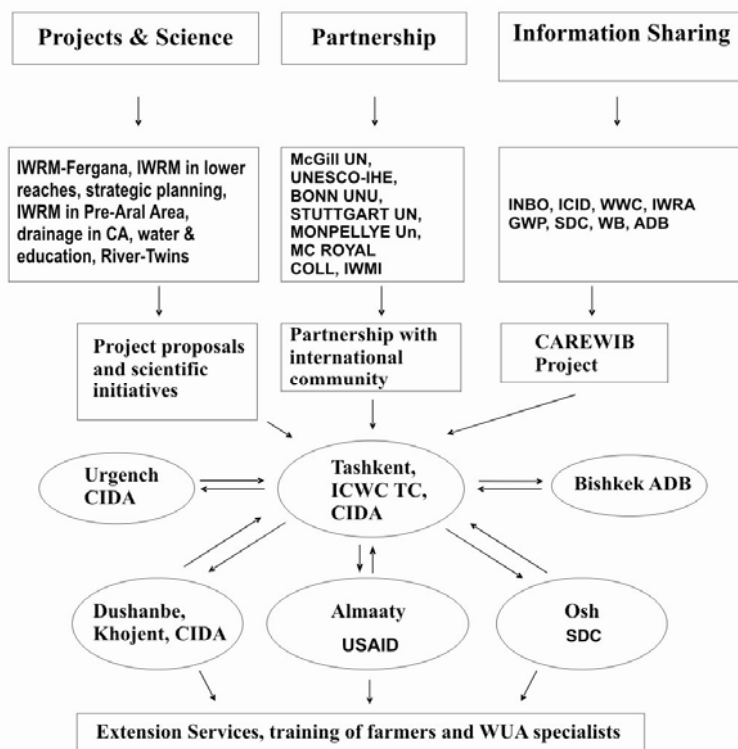 Projects & Science
Partnership
Information Sharing
IWRM-Fergana, IWRM in lower
reaches, strategic planning,
IWRM in Pre-Aral Area,
drainage in CA, water &
education, River-Twins
McGill UN,
UNESCO-IHE,
BONN UNU,
STUTTGART UN,
MONPELLYE Un,
MC ROYAL
COLL, IWMI
INBO, ICID, WWC, IWRA
GWP, SDC, WB, ADB
Project proposals
and scientific
initiatives
Partnership with
international
community
CAREWIB
Project
Urgench
CIDA
Tashkent,
ICWC TC,
CIDA
Bishkek ADB
Dushanbe,
Khojent, CIDA
Almaaty
USAID
Osh
SDC
Extension Services, training of farmers and WUA specialists